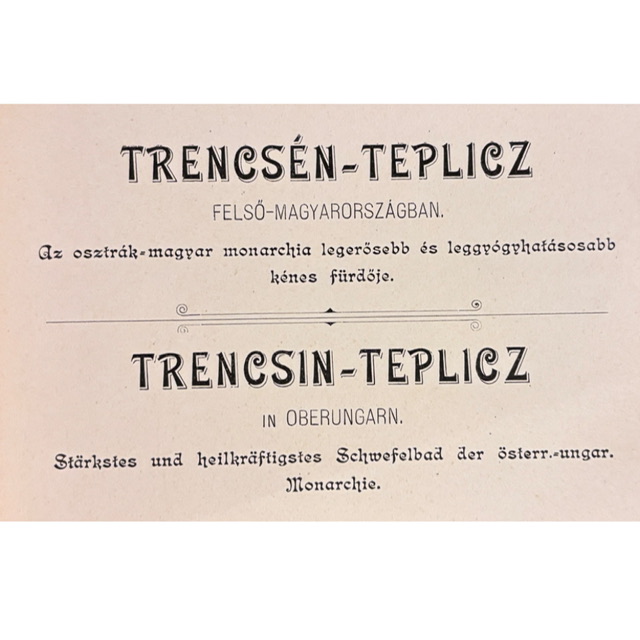 TRENCSÉN-TEPLICZ
FELSŐ-MAGYARORSZÁGBAN.
Az osztrák-magyar monarchia legerősebb és leggyógyhatásosabb
kénes fürdője.
TRENCSIN-TEPLICZ
IN OBERUNGARN.
Stärkstes und heilkräftigstes Schwefelbad der österr.-ungar.
Monarchie.